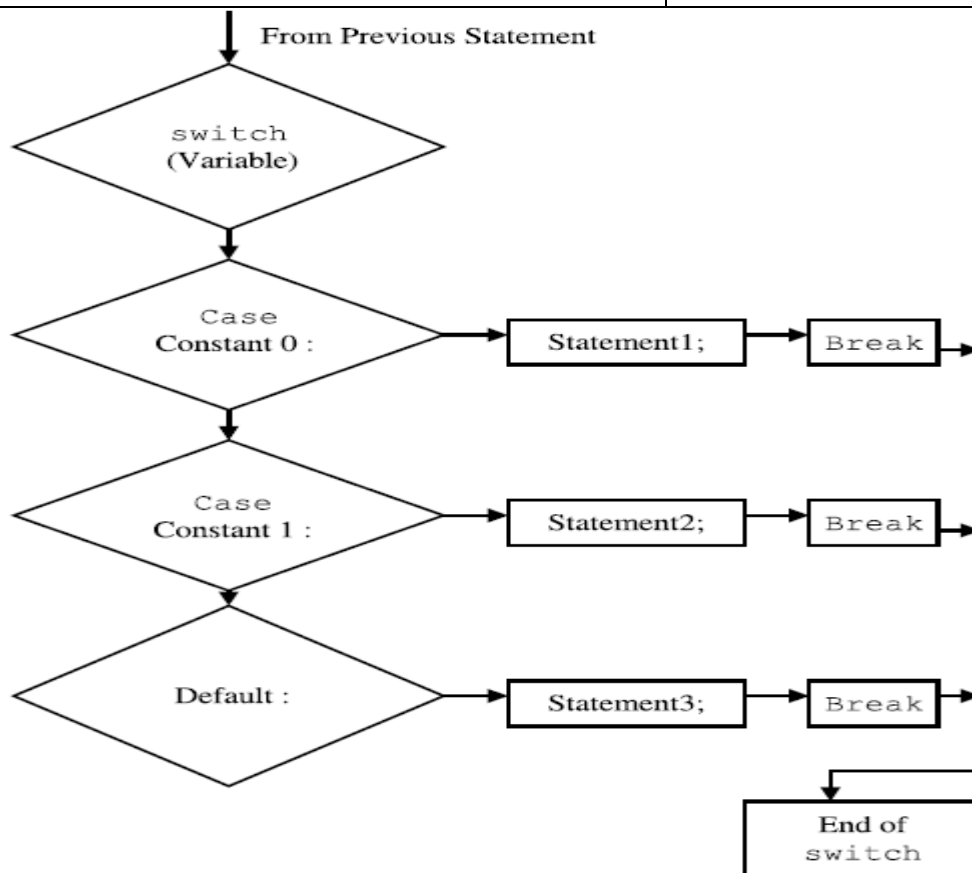 From Previous Statement
switch
(Variable)
Case
Constant 0 :
Statement1;
Break
Case
Constant 1 :
Statement2;
Break
Default :
Statement3;
Break
End of
switch